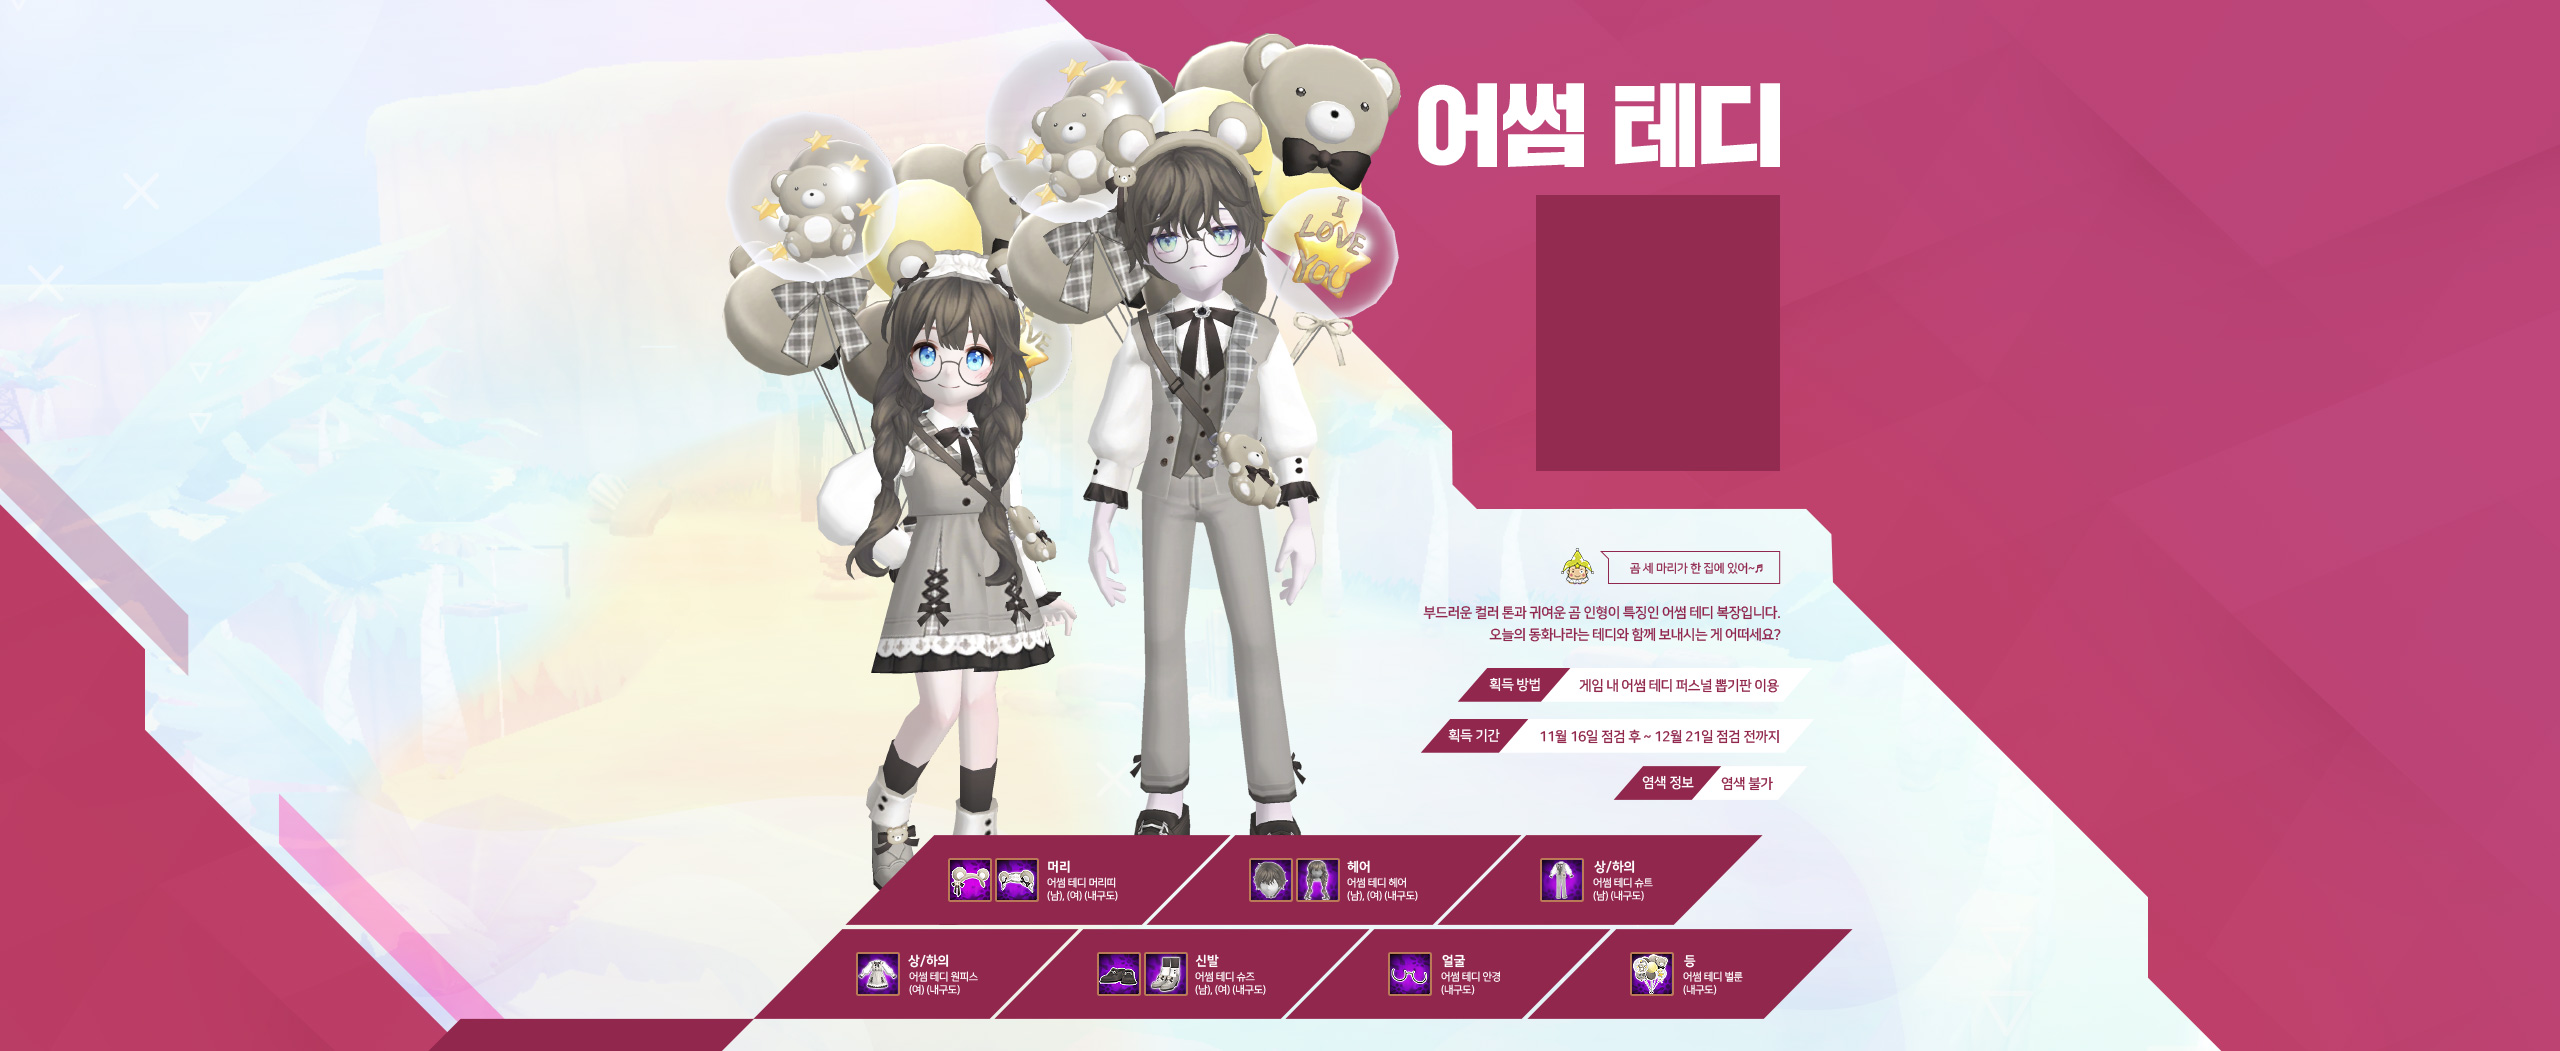 어썸 테디
I
LOVE
YOU
곰 세 마리가 한 집에 있어~♬
부드러운 컬러 톤과 귀여운 곰 인형이 특징인 어썸 테디 복장입니다.
오늘의 동화나라는 테디와 함께 보내시는 게 어떠세요?
획득 방법 게임 내 어썸 테디 퍼스널 뽑기판 이용
획득 기간 11월 16일 점검 후 ~ 12월 21일 점검 전까지
염색 정보 염색 불가
머리
어썸 테디 머리띠
(남), (여) (내구도)
헤어
어썸 테디 헤어
(남), (여) (내구도)
상/하의
어썸 테디 슈트
(남) (내구도)
상/하의
어썸 테디 원피스
(여) (내구도)
신발
어썸 테디 슈즈
(남), (여) (내구도)
얼굴
어썸 테디 안경
(내구도)
등
어썸 테디 벌룬
(내구도)